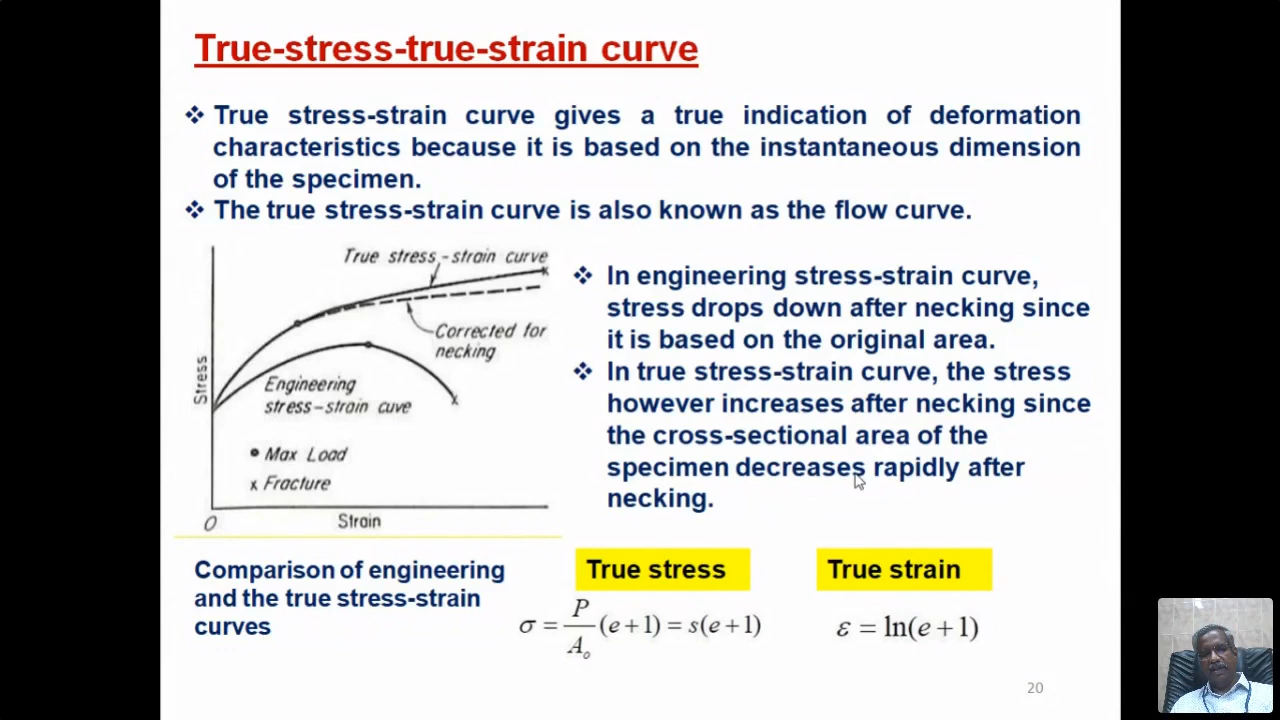 True-stress-true-strain curve
❖ True stress-strain curve gives a true indication of deformation
characteristics because it is based on the instantaneous dimension
of the specimen.
❖ The true stress-strain curve is also known as the flow curve.
True stress-strain curve
Corrected for
necking
Engineering
stress-strain cuve
Max Load
x Fracture
Stress
O
Strain
❖ In engineering stress-strain curve,
stress drops down after necking since
it is based on the original area.
❖ In true stress-strain curve, the stress
however increases after necking since
the cross-sectional area of the
specimen decreases rapidly after
necking.
Comparison of engineering
and the true stress-strain
curves
True stress
σ = P/A₀ (e+1) = s(e+1)
True strain
ε = ln(e+1)
20